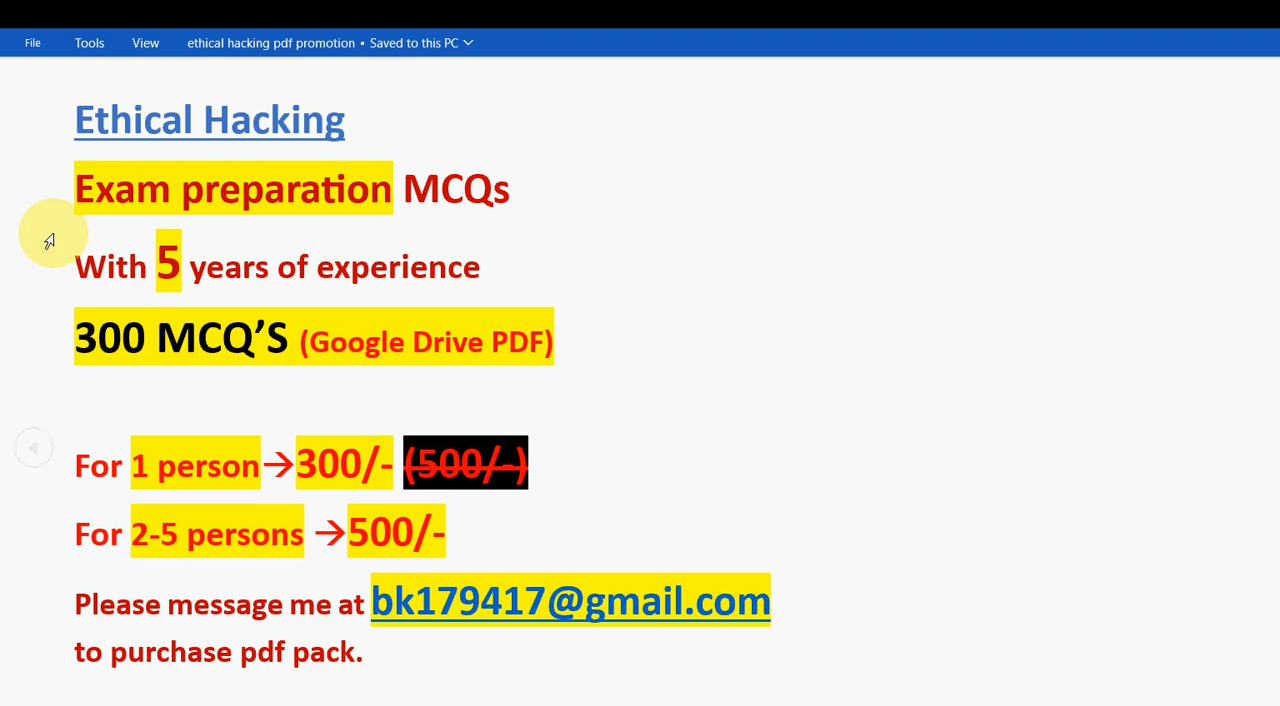 File Tools View ethical hacking pdf promotion • Saved to this PC
Ethical Hacking
Exam preparation MCQs
With 5 years of experience
300 MCQ’S (Google Drive PDF)
For 1 person→300/- (500/-)
For 2-5 persons →500/-
Please message me at bk179417@gmail.com
to purchase pdf pack.